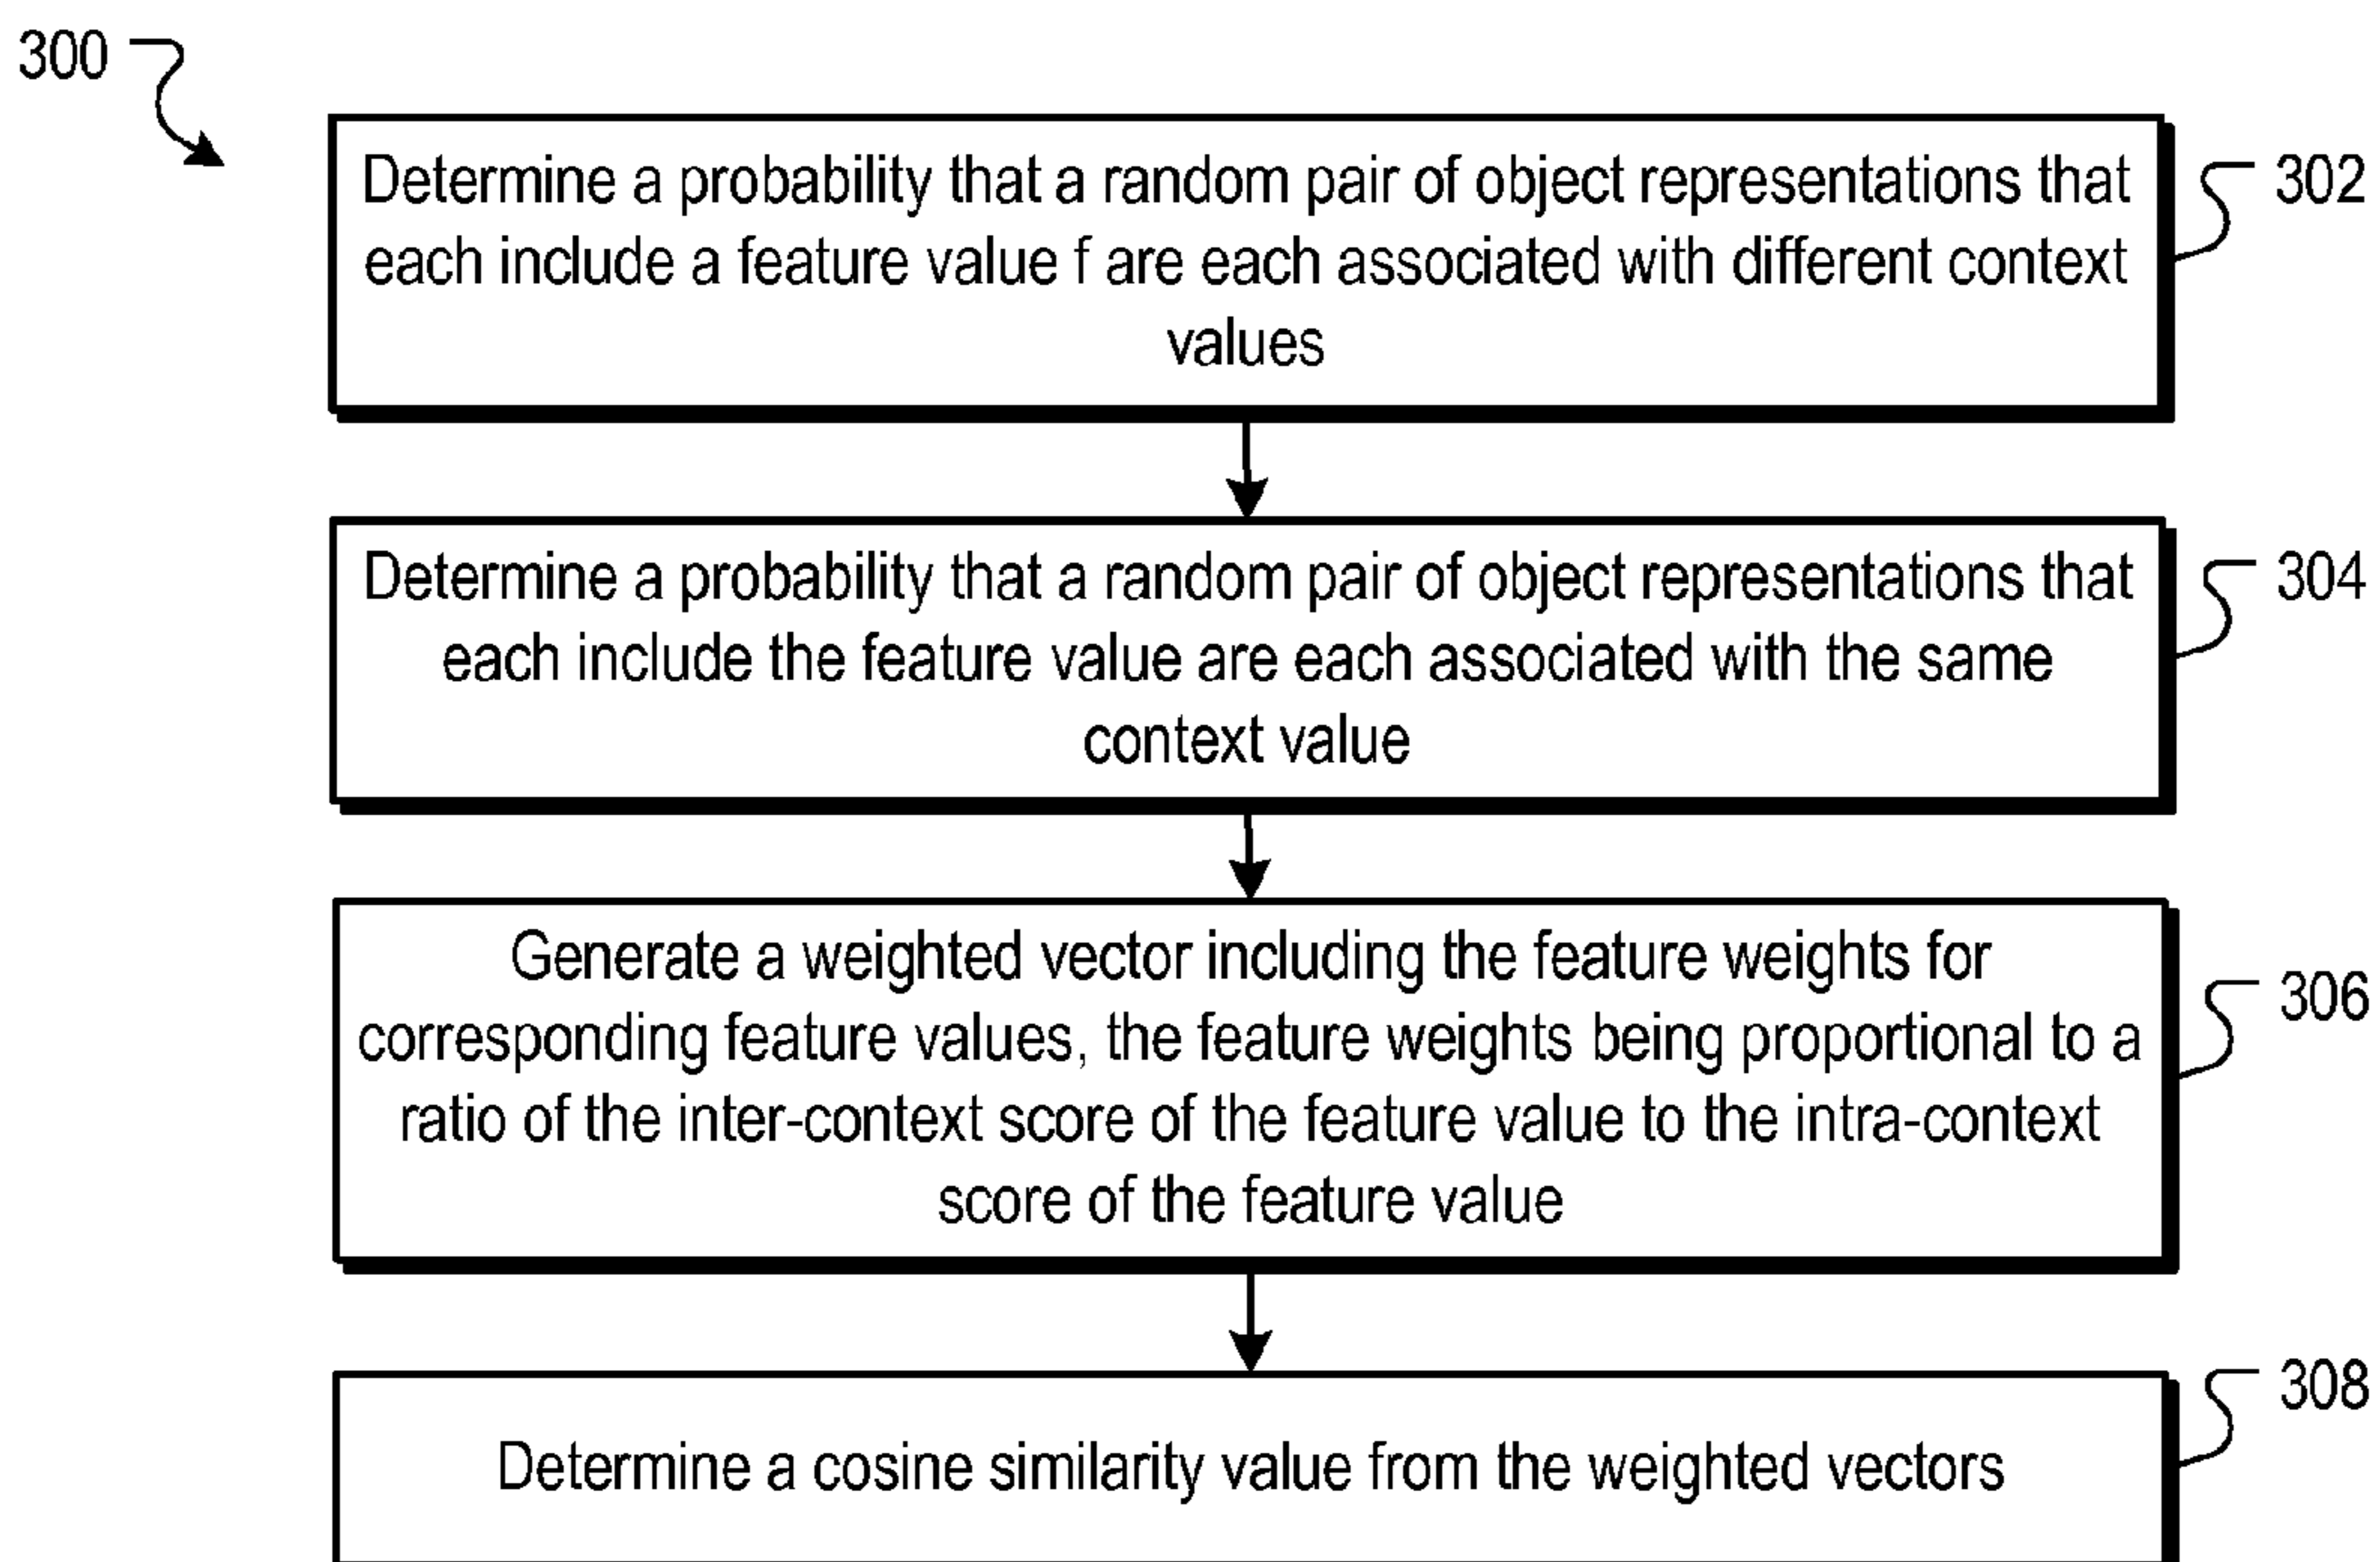 300
Determine a probability that a random pair of object representations that
each include a feature value f are each associated with different context
values
302
Determine a probability that a random pair of object representations that
each include the feature value are each associated with the same
context value
304
Generate a weighted vector including the feature weights for
corresponding feature values, the feature weights being proportional to a
ratio of the inter-context score of the feature value to the intra-context
score of the feature value
306
Determine a cosine similarity value from the weighted vectors
308